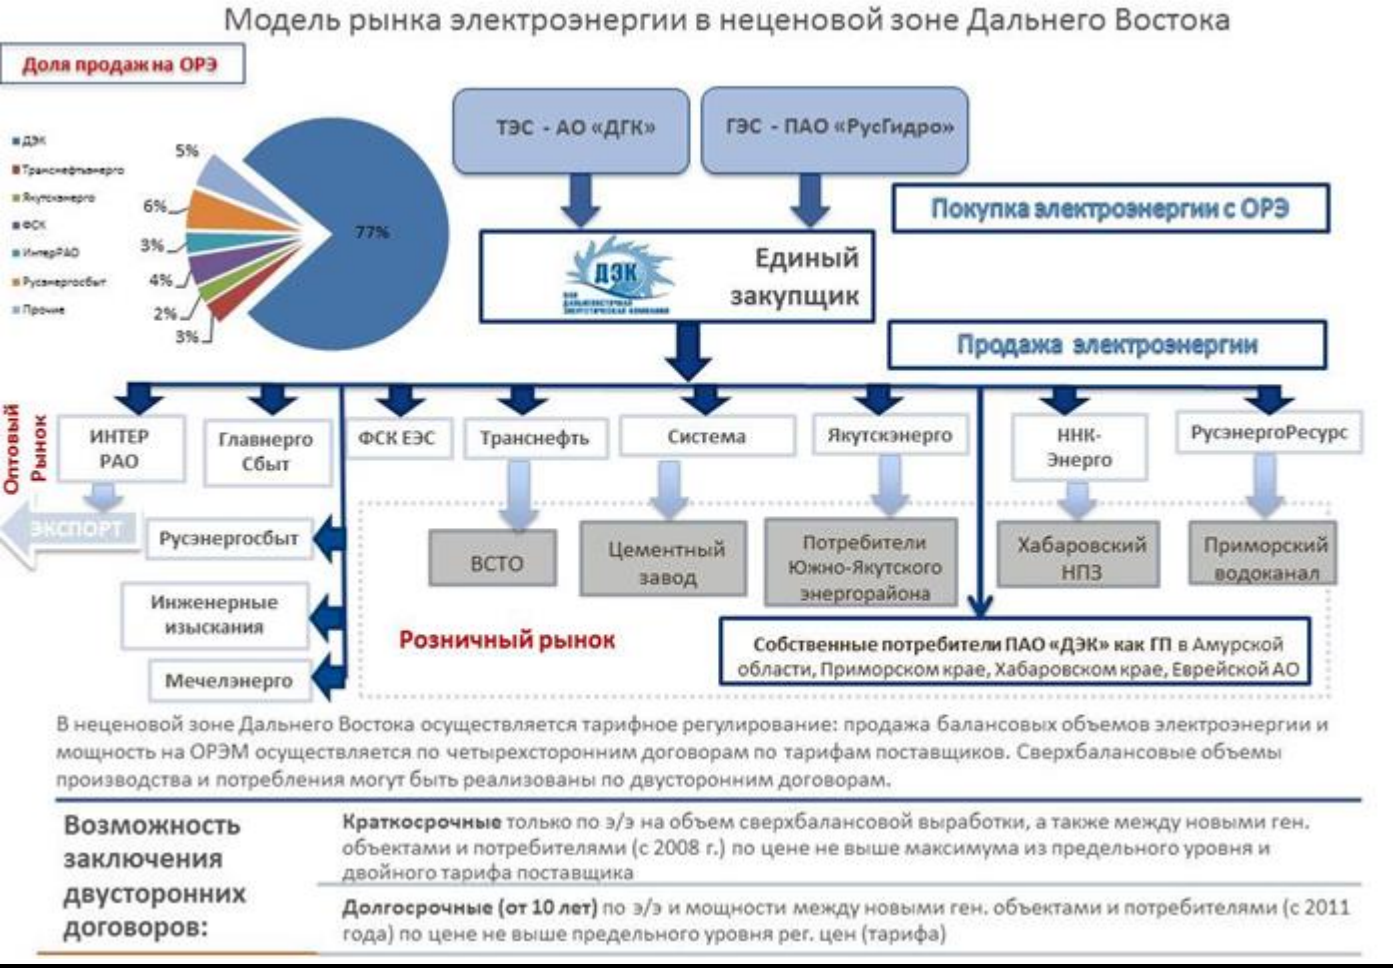 Модель рынка электроэнергии в неценовой зоне Дальнего Востока
Доля продаж на ОРЭ
ДЭК
Транснефтьэнерго
Якутскэнерго
ФСК
ИнтерРАО
Русэнергосбыт
Прочие
5%
6%
3%
4%
2%
3%
77%
ТЭС - АО «ДГК»
ГЭС - ПАО «РусГидро»
Покупка электроэнергии с ОРЭ
ДЭК
ДАЛЬНЕВОСТОЧНАЯ
ЭНЕРГЕТИЧЕСКАЯ КОМПАНИЯ
Единый
закупщик
Продажа электроэнергии
Оптовый
Рынок
ИНТЕР
РАО
Главнерго
Сбыт
ФСК ЕЭС
Транснефть
Система
Якутскэнерго
ННК-
Энерго
РусэнергоРесурс
ЭКСПОРТ
Русэнергосбыт
Инженерные
изыскания
Мечелэнерго
ВСТО
Цементный
завод
Потребители
Южно-Якутского
энергорайона
Хабаровский
НПЗ
Приморский
водоканал
Розничный рынок
Собственные потребители ПАО «ДЭК» как ГП в Амурской
области, Приморском крае, Хабаровском крае, Еврейской АО
В неценовой зоне Дальнего Востока осуществляется тарифное регулирование: продажа балансовых объемов электроэнергии и
мощность на ОРЭМ осуществляется по четырехсторонним договорам по тарифам поставщиков. Сверхбалансовые объемы
производства и потребления могут быть реализованы по двусторонним договорам.
Возможность
заключения
двусторонних
договоров:
Краткосрочные только по э/э на объем сверхбалансовой выработки, а также между новыми ген.
объектами и потребителями (с 2008 г.) по цене не выше максимума из предельного уровня и
двойного тарифа поставщика
Долгосрочные (от 10 лет) по э/э и мощности между новыми ген. объектами и потребителями (с 2011
года) по цене не выше предельного уровня рег. цен (тарифа)